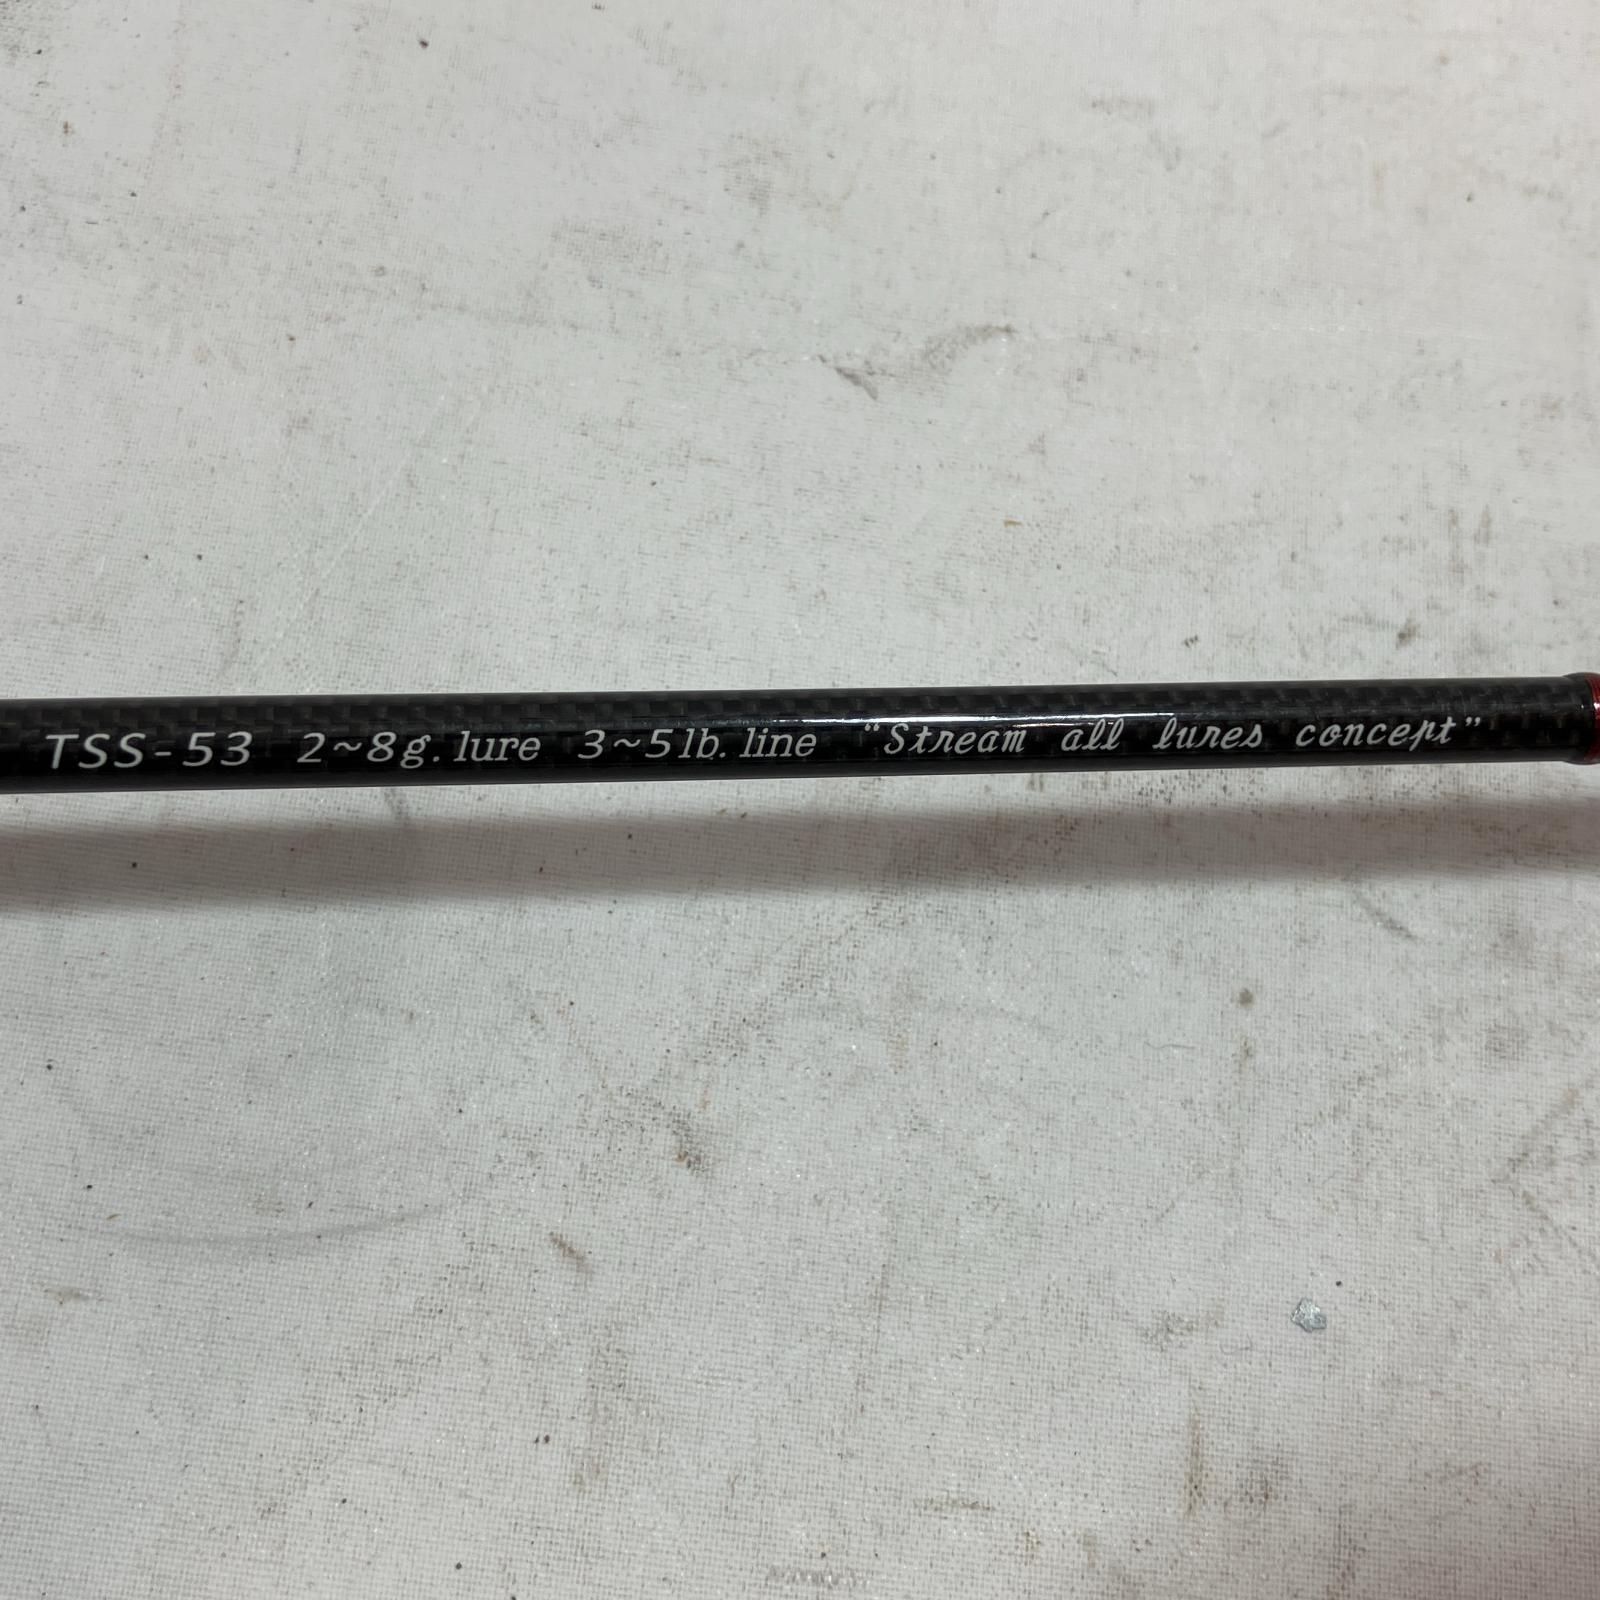 TSS-53 2~8g. lure 3~5lb. line “Stream all lures concept”